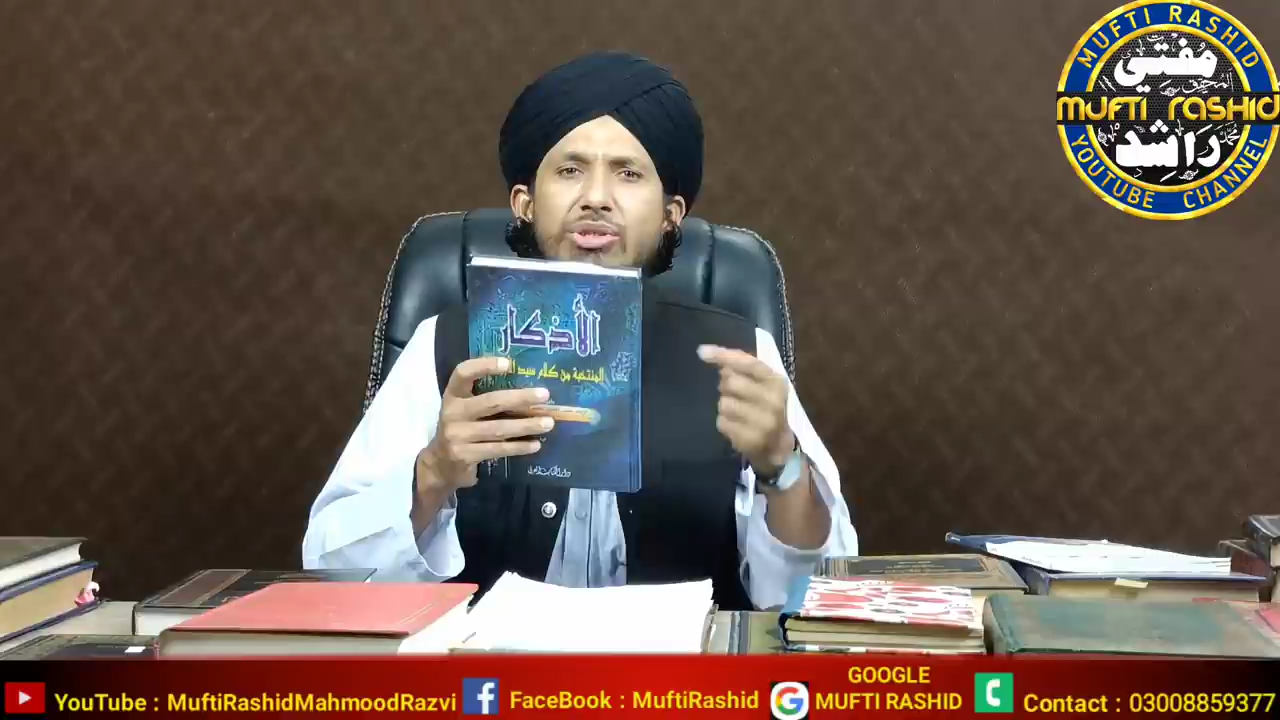 MUFTI RASHID
مفتي
MUFTI RASHID
راشد
YOUTUBE CHANNEL
الأذكار
المنتخبة من كلام سيد
YouTube : MuftiRashidMahmoodRazvi
FaceBook : MuftiRashid
GOOGLE
MUFTI RASHID
Contact : 03008859377